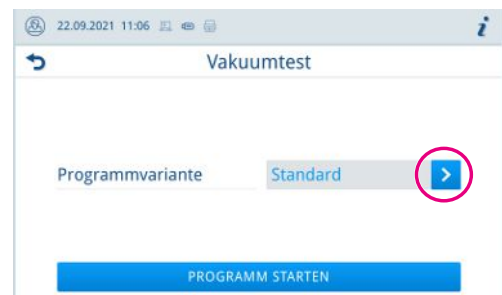 22.09.2021 11:06
Vakuumtest
Programmvariante Standard
PROGRAMM STARTEN